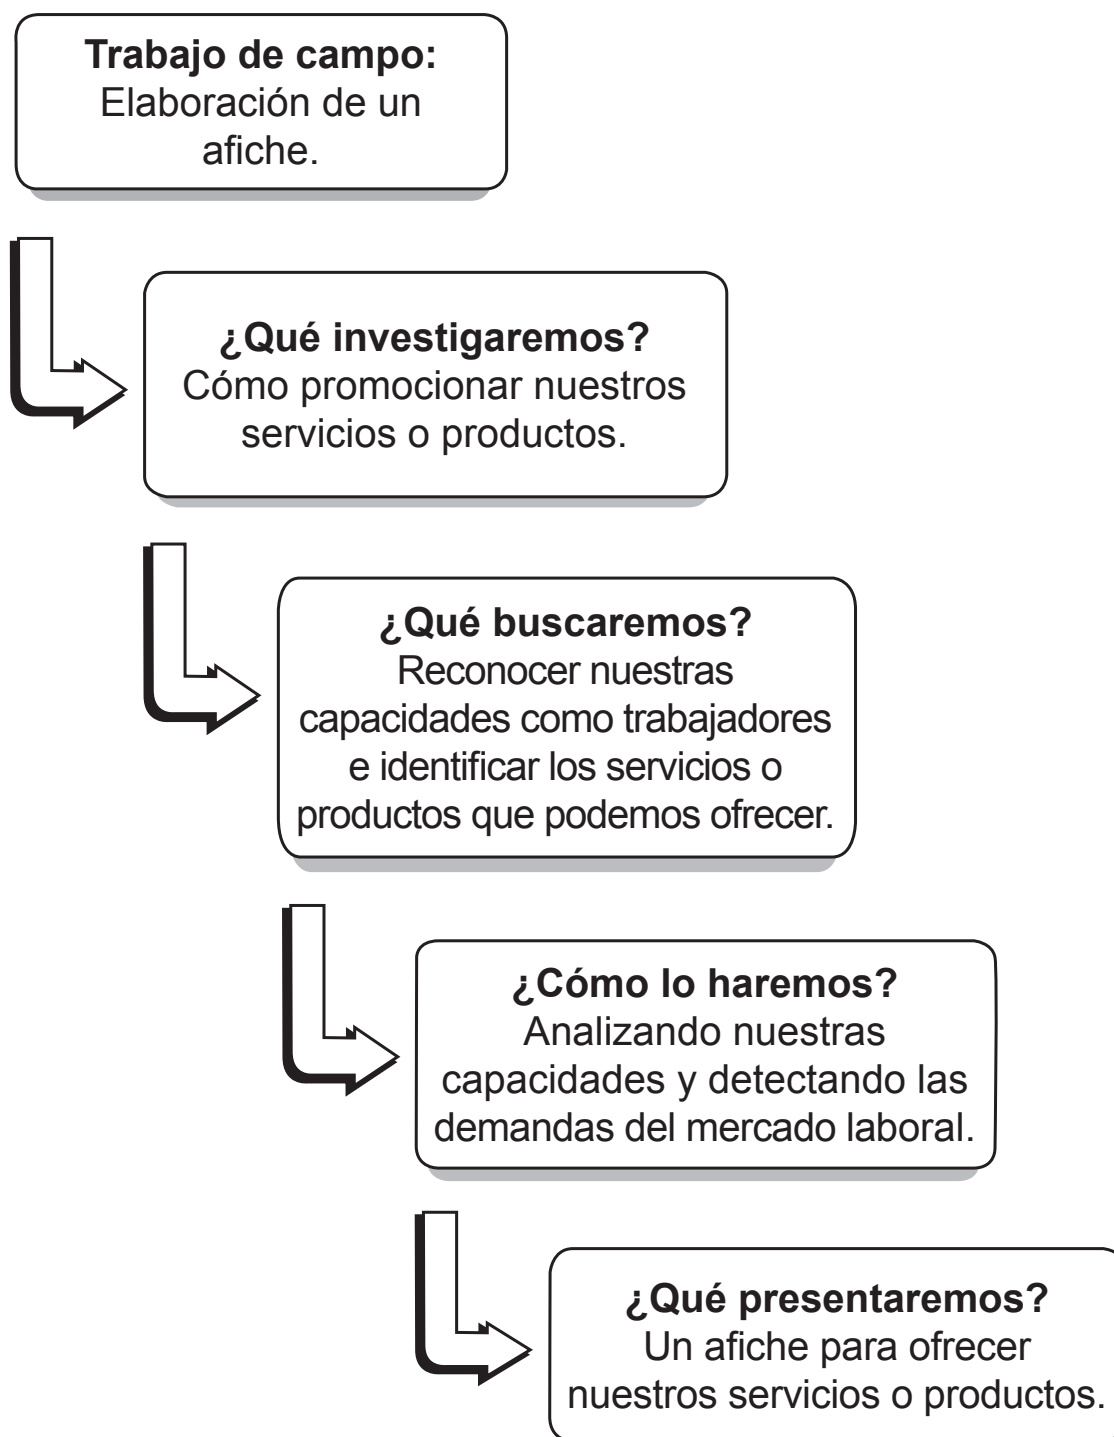 Trabajo de campo:
Elaboración de un
afiche.
¿Qué investigaremos?
Cómo promocionar nuestros
servicios o productos.
¿Qué buscaremos?
Reconocer nuestras
capacidades como trabajadores
e identificar los servicios o
productos que podemos ofrecer.
¿Cómo lo haremos?
Analizando nuestras
capacidades y detectando las
demandas del mercado laboral.
¿Qué presentaremos?
Un afiche para ofrecer
nuestros servicios o productos.